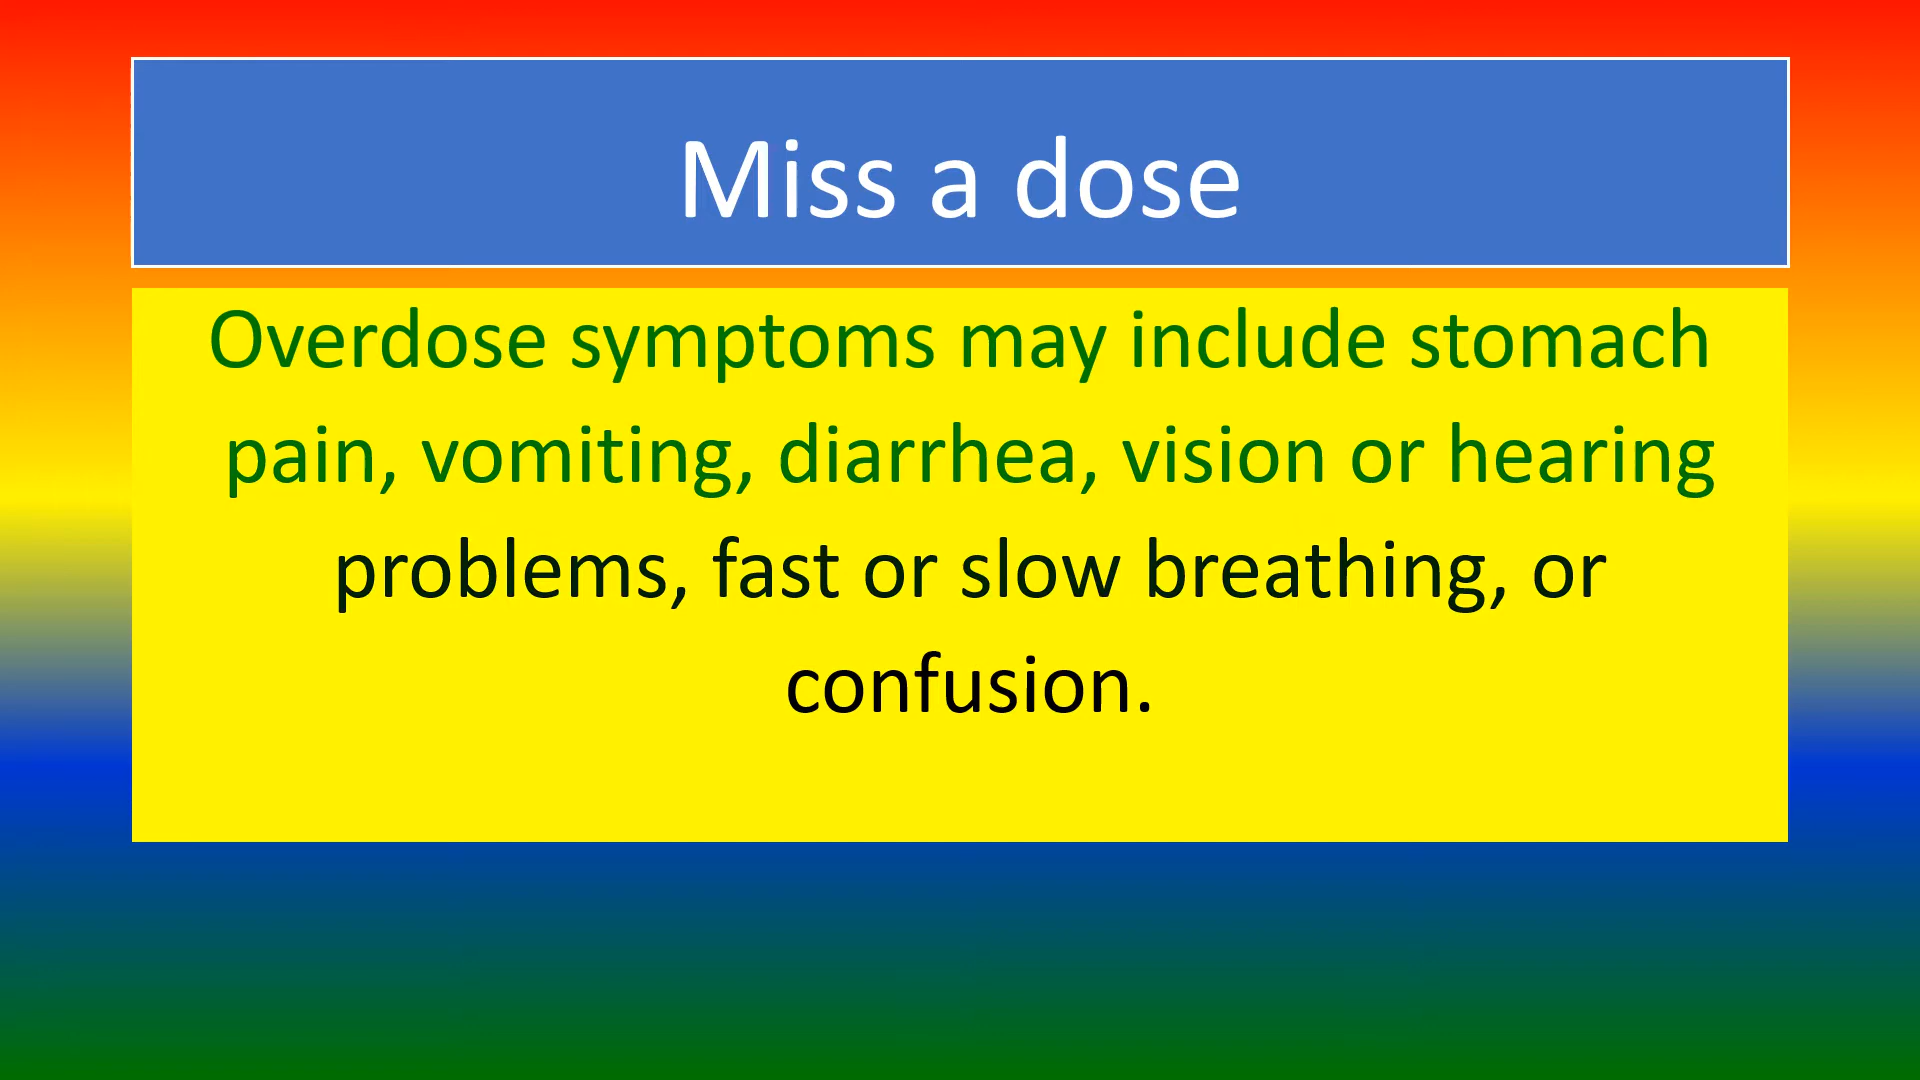 Miss a dose
Overdose symptoms may include stomach
pain, vomiting, diarrhea, vision or hearing
problems, fast or slow breathing, or
confusion.